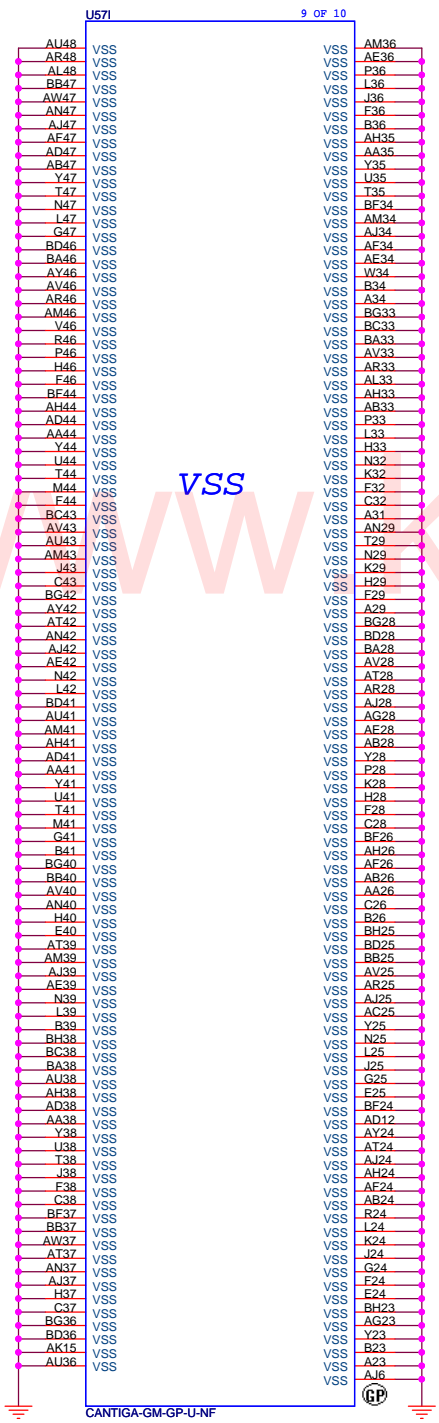 U57I 9 OF 10
AU48 VSS VSS AM36
AR48 VSS VSS AE36
AL48 VSS VSS P36
BB47 VSS VSS L36
AW47 VSS VSS J36
AN47 VSS VSS F36
AJ47 VSS VSS B36
AF47 VSS VSS AH35
AD47 VSS VSS AA35
AB47 VSS VSS Y35
Y47 VSS VSS U35
T47 VSS VSS T35
N47 VSS VSS BF34
L47 VSS VSS AM34
G47 VSS VSS AJ34
BD46 VSS VSS AF34
BA46 VSS VSS AE34
AY46 VSS VSS W34
AV46 VSS VSS B34
AR46 VSS VSS A34
AM46 VSS VSS BG33
V46 VSS VSS BC33
R46 VSS VSS BA33
P46 VSS VSS AV33
H46 VSS VSS AR33
F46 VSS VSS AL33
BF44 VSS VSS AH33
AH44 VSS VSS AB33
AD44 VSS VSS P33
AA44 VSS VSS L33
Y44 VSS VSS H33
U44 VSS VSS N32
T44 VSS VSS K32
VSS
M44 VSS VSS F32
F44 VSS VSS C32
BC43 VSS VSS A31
AV43 VSS VSS AN29
AU43 VSS VSS T29
AM43 VSS VSS N29
J43 VSS VSS K29
C43 VSS VSS H29
BG42 VSS VSS F29
AY42 VSS VSS A29
AT42 VSS VSS BG28
AN42 VSS VSS BD28
AJ42 VSS VSS BA28
AE42 VSS VSS AV28
N42 VSS VSS AT28
L42 VSS VSS AR28
BD41 VSS VSS AJ28
AU41 VSS VSS AG28
AM41 VSS VSS AE28
AH41 VSS VSS AB28
AD41 VSS VSS Y28
AA41 VSS VSS P28
Y41 VSS VSS K28
U41 VSS VSS H28
T41 VSS VSS F28
M41 VSS VSS C28
G41 VSS VSS BF26
B41 VSS VSS AH26
BG40 VSS VSS AF26
BB40 VSS VSS AB26
AV40 VSS VSS AA26
AN40 VSS VSS C26
H40 VSS VSS B26
E40 VSS VSS BH25
AT39 VSS VSS BD25
AM39 VSS VSS BB25
AJ39 VSS VSS AV25
AE39 VSS VSS AR25
N39 VSS VSS AJ25
L39 VSS VSS AC25
B39 VSS VSS Y25
BH38 VSS VSS N25
BC38 VSS VSS L25
BA38 VSS VSS J25
AU38 VSS VSS G25
AH38 VSS VSS E25
AD38 VSS VSS BF24
AA38 VSS VSS AD12
Y38 VSS VSS AY24
U38 VSS VSS AT24
T38 VSS VSS AJ24
J38 VSS VSS AH24
F38 VSS VSS AF24
C38 VSS VSS AB24
BF37 VSS VSS R24
BB37 VSS VSS L24
AW37 VSS VSS K24
AT37 VSS VSS J24
AN37 VSS VSS G24
AJ37 VSS VSS F24
H37 VSS VSS E24
C37 VSS VSS BH23
BG36 VSS VSS AG23
BD36 VSS VSS Y23
AK15 VSS VSS B23
AU36 VSS VSS A23
VSS AJ6
GP
CANTIGA-GM-GP-U-NF